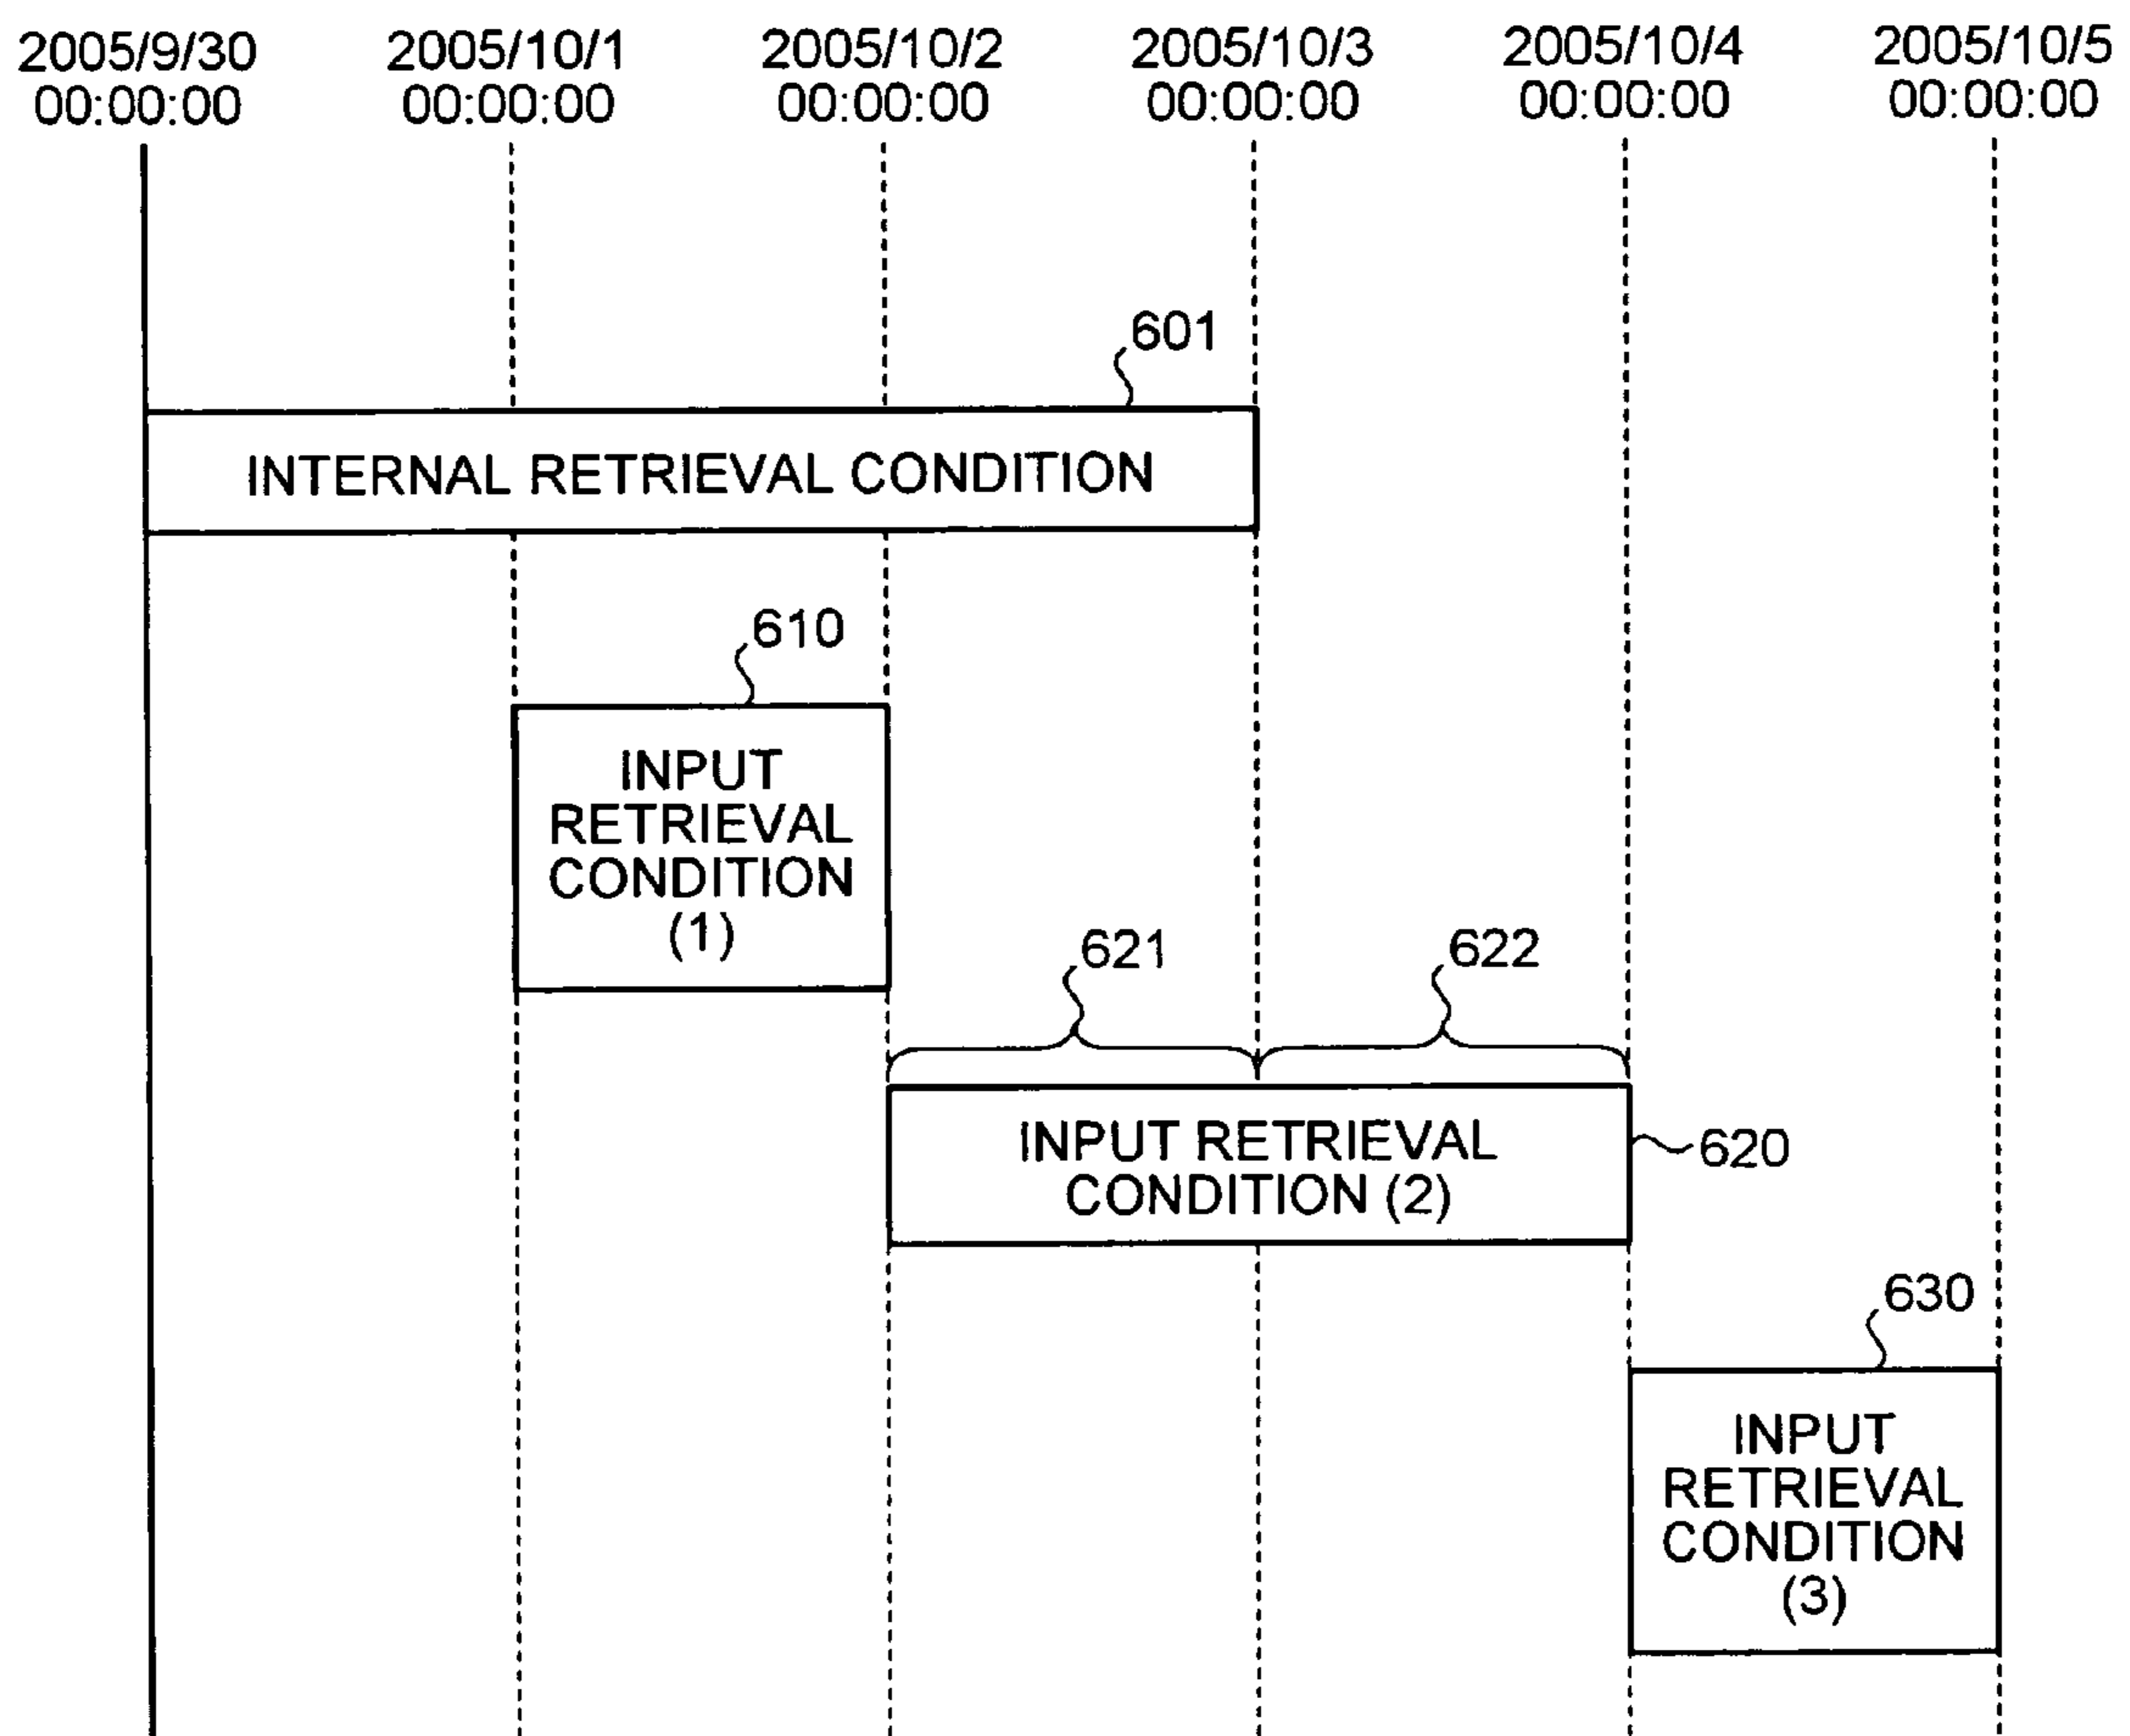 2005/9/30 2005/10/1 2005/10/2 2005/10/3 2005/10/4 2005/10/5
00:00:00 00:00:00 00:00:00 00:00:00 00:00:00 00:00:00
601
INTERNAL RETRIEVAL CONDITION
610
INPUT
RETRIEVAL
CONDITION
(1)
621 622
INPUT RETRIEVAL
CONDITION (2)
620
630
INPUT
RETRIEVAL
CONDITION
(3)